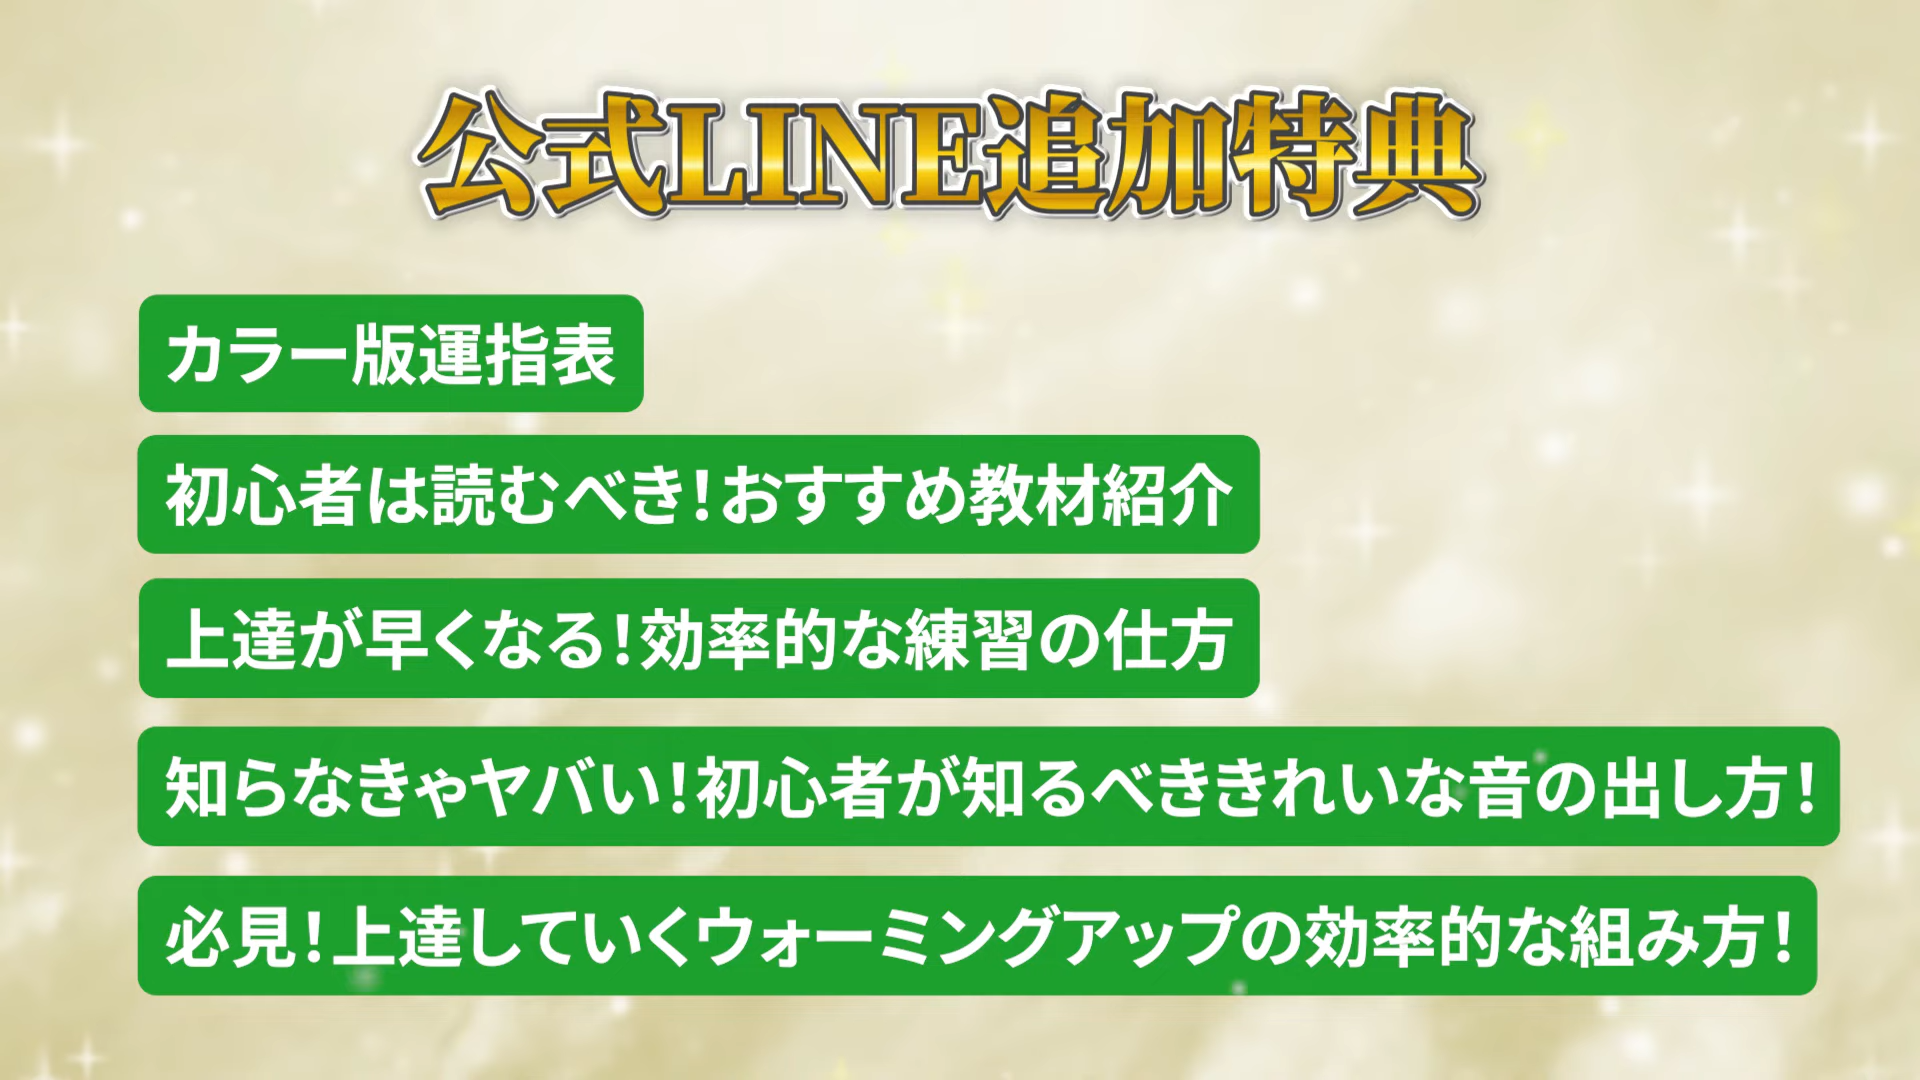 公式LINE追加特典
カラー版運指表
初心者は読むべき！おすすめ教材紹介
上達が早くなる！効率的な練習の仕方
知らなきゃヤバい！初心者が知るべききれいな音の出し方！
必見！上達していくウォーミングアップの効率的な組み方！